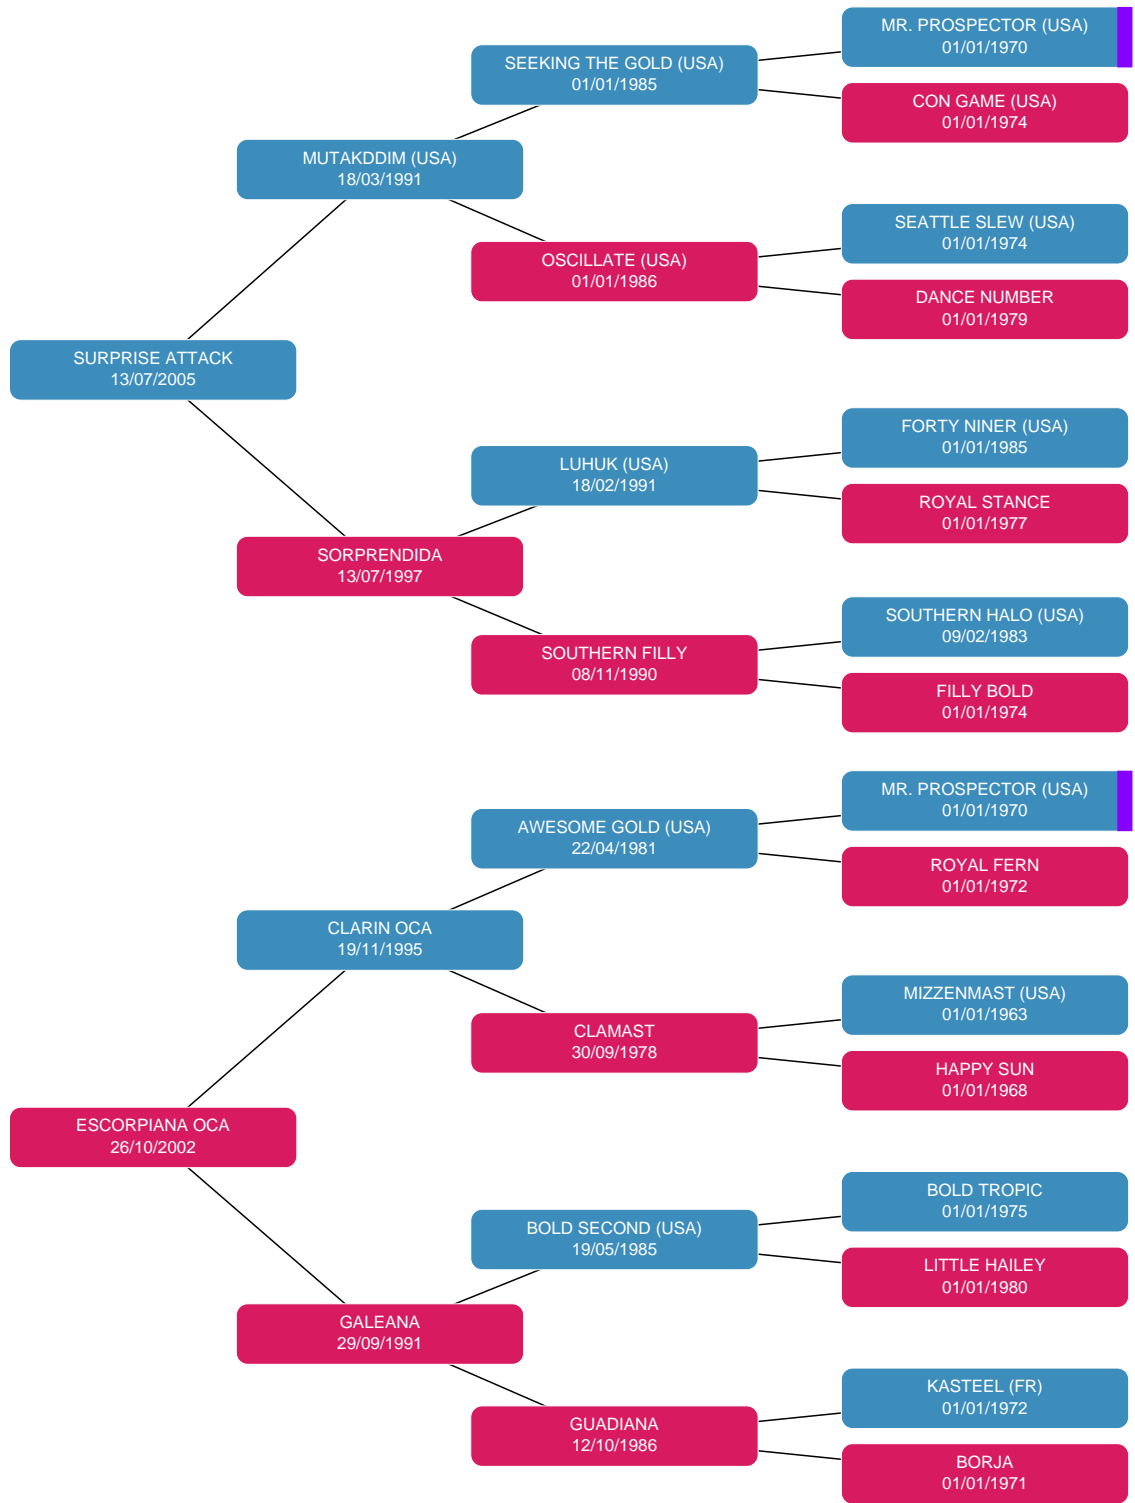 MR. PROSPECTOR (USA)
01/01/1970
SEEKING THE GOLD (USA)
01/01/1985
CON GAME (USA)
01/01/1974
MUTAKDDIM (USA)
18/03/1991
SEATTLE SLEW (USA)
01/01/1974
OSCILLATE (USA)
01/01/1986
DANCE NUMBER
01/01/1979
SURPRISE ATTACK
13/07/2005
FORTY NINER (USA)
01/01/1985
LUHUK (USA)
18/02/1991
ROYAL STANCE
01/01/1977
SORPRENDIDA
13/07/1997
SOUTHERN HALO (USA)
09/02/1983
SOUTHERN FILLY
08/11/1990
FILLY BOLD
01/01/1974
MR. PROSPECTOR (USA)
01/01/1970
AWESOME GOLD (USA)
22/04/1981
ROYAL FERN
01/01/1972
CLARIN OCA
19/11/1995
MIZZENMAST (USA)
01/01/1963
CLAMAST
30/09/1978
HAPPY SUN
01/01/1968
ESCORPIANA OCA
26/10/2002
BOLD TROPIC
01/01/1975
BOLD SECOND (USA)
19/05/1985
LITTLE HAILEY
01/01/1980
GALEANA
29/09/1991
KASTEEL (FR)
01/01/1972
GUADIANA
12/10/1986
BORJA
01/01/1971